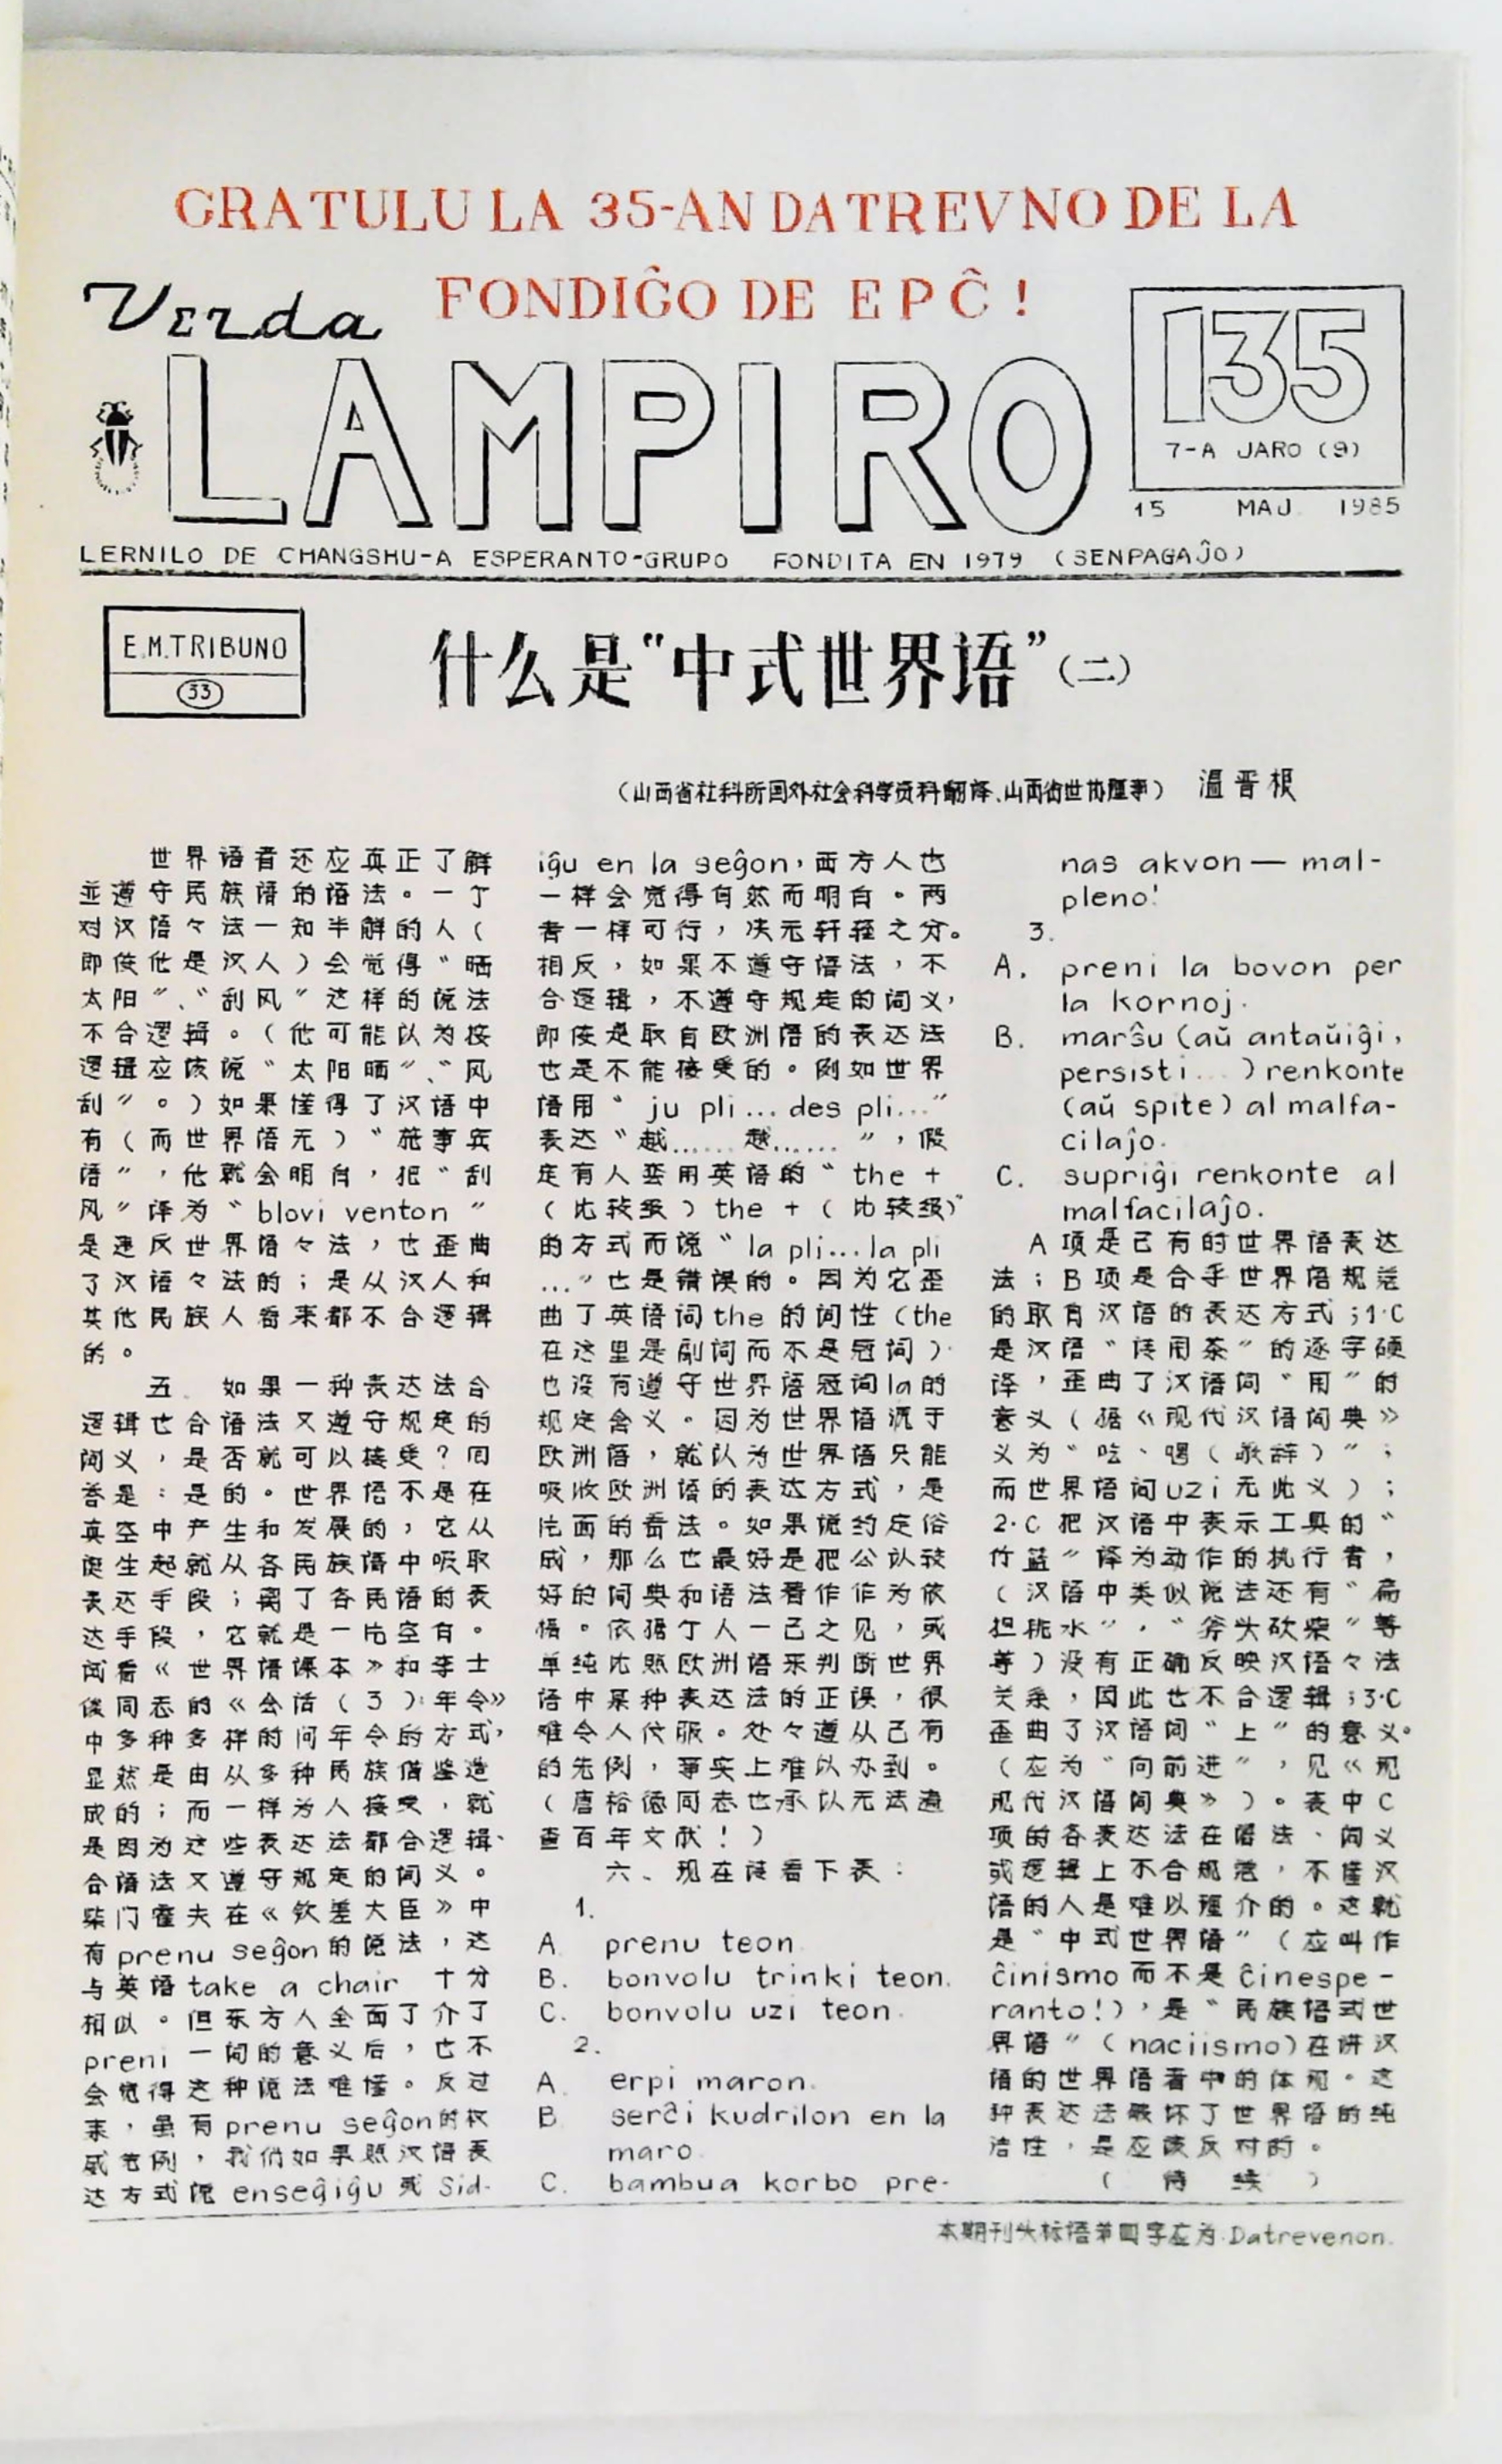 GRATULU LA 35-AN DATREVNO DE LA
FONDIĜO DE EPĈ!
Verda
LAMPIRO
135
7-A JARO (9)
15 MAJ. 1985
LERNILO DE CHANGSHU-A ESPERANTO-GRUPO FONDITA EN 1979 (SENPAGAĴO)
E.M.TRIBUNO
33
什么是“中式世界语”(二)
(山西省社科所国外社会科学资料翻译、山西省世协理事) 温晋根
世界语者还应真正了解
并遵守民族语的语法。一个
对汉语々法一知半解的人(
即使他是汉人)会觉得“晒
太阳”、“刮风”这样的说法
不合逻辑。(他可能以为按
逻辑应该说“太阳晒”、“风
刮”。)如果懂得了汉语中
有(而世界语无)“施事宾
语”,他就会明白,把“刮
风”译为“blovi venton”
是违反世界语々法,也歪曲
了汉语々法的;是从汉人和
其他民族人看来都不合逻辑
的。
五、如果一种表达法合
逻辑也合语法又遵守规定的
词义,是否就可以接受?回
答是:是的。世界语不是在
真空中产生和发展的,它从
诞生起就从各民族语中吸取
表达手段;离了各民语的表
达手段,它就是一片空白。
试看《世界语课本》和李士
俊同志的《会话(3):年令》
中多种多样的问年令的方式,
显然是由从多种民族借鉴造
成的;而一样为人接受,就
是因为这些表达法都合逻辑、
合语法又遵守规定的词义。
柴门霍夫在《钦差大臣》中
有prenu seĝon的说法,这
与英语take a chair 十分
相似。但东方人全面了介了
preni 一词的意义后,也不
会觉得这种说法难懂。反过
来,虽有prenu seĝon的权
威范例,我们如果照汉语表
达方式说 enseĝiĝu 或 Sid-
iĝu en la seĝon,西方人也
一样会觉得自然而明白。两
者一样可行,决无轩轾之分。
相反,如果不遵守语法,不
合逻辑,不遵守规定的词义,
即使是取自欧洲语的表达法
也是不能接受的。例如世界
语用“ju pli...des pli...”
表达“越……越……”,假
定有人套用英语的“the +
(比较级)the +(比较级)”
的方式而说“la pli...la pli
...”也是错误的。因为它歪
曲了英语词the 的词性(the
在这里是副词而不是冠词)
也没有遵守世界语冠词la的
规定含义。因为世界语源于
欧洲语,就认为世界语只能
吸收欧洲语的表达方式,是
片面的看法。如果说约定俗
成,那么也最好是把公认较
好的词典和语法著作作为依
据。依据个人一己之见,或
单纯比照欧洲语来判断世界
语中某种表达法的正误,很
难令人代服。处々遵从已有
的先例,事实上难以办到。
(唐裕德同志也承认无法遍
查百年文献!)
六、现在请看下表:
1.
A. prenu teon.
B. bonvolu trinki teon.
C. bonvolu uzi teon.
2.
A. erpi maron.
B. serĉi kudrilon en la
maro.
C. bambua korbo pre-
nas akvon — mal-
pleno!
3.
A. preni la bovon per
la kornoj.
B. marŝu (aŭ antaŭiĝi,
persisti...) renkonte
(aŭ spite) al malfa-
cilaĵo.
C. supriĝi renkonte al
malfacilaĵo.
A 项是已有的世界语表达
法;B项是合乎世界语规范
的取自汉语的表达方式;1·C
是汉语“请用茶”的逐字硬
译,歪曲了汉语词“用”的
意义(据《现代汉语词典》
义为“吃、喝(敬辞)”;
而世界语词uzi无此义);
2·C 把汉语中表示工具的“
竹篮”译为动作的执行者,
(汉语中类似说法还有“扁
担挑水”,“斧头砍柴”等
等)没有正确反映汉语々法
关系,因此也不合逻辑;3·C
歪曲了汉语词“上”的意义。
(应为“向前进”,见《现
现代汉语词典》)。表中C
项的各表达法在语法、词义
或逻辑上不合规范,不懂汉
语的人是难以理介的。这就
是“中式世界语”(应叫作
ĉinismo而不是ĉinespe-
ranto!),是“民族语式世
界语”(naciismo)在讲汉
语的世界语者中的体现。这
种表达法破坏了世界语的纯
洁性,是应该反对的。
(待续)
本期刊头标语第四字应为 Datrevenon.